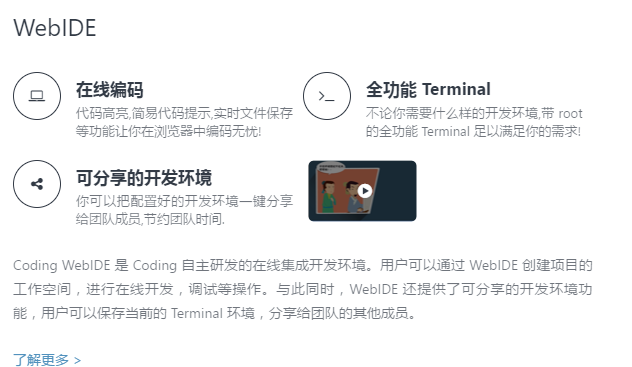 WebIDE
在线编码
代码高亮,简易代码提示,实时文件保存
等功能让你在浏览器中编码无忧!
全功能 Terminal
不论你需要什么样的开发环境,带 root
的全功能 Terminal 足以满足你的需求!
可分享的开发环境
你可以把配置好的开发环境一键分享
给团队成员,节约团队时间.
Coding WebIDE 是 Coding 自主研发的在线集成开发环境。用户可以通过 WebIDE 创建项目的
工作空间，进行在线开发，调试等操作。与此同时，WebIDE 还提供了可分享的开发环境功
能，用户可以保存当前的 Terminal 环境，分享给团队的其他成员。
了解更多 >